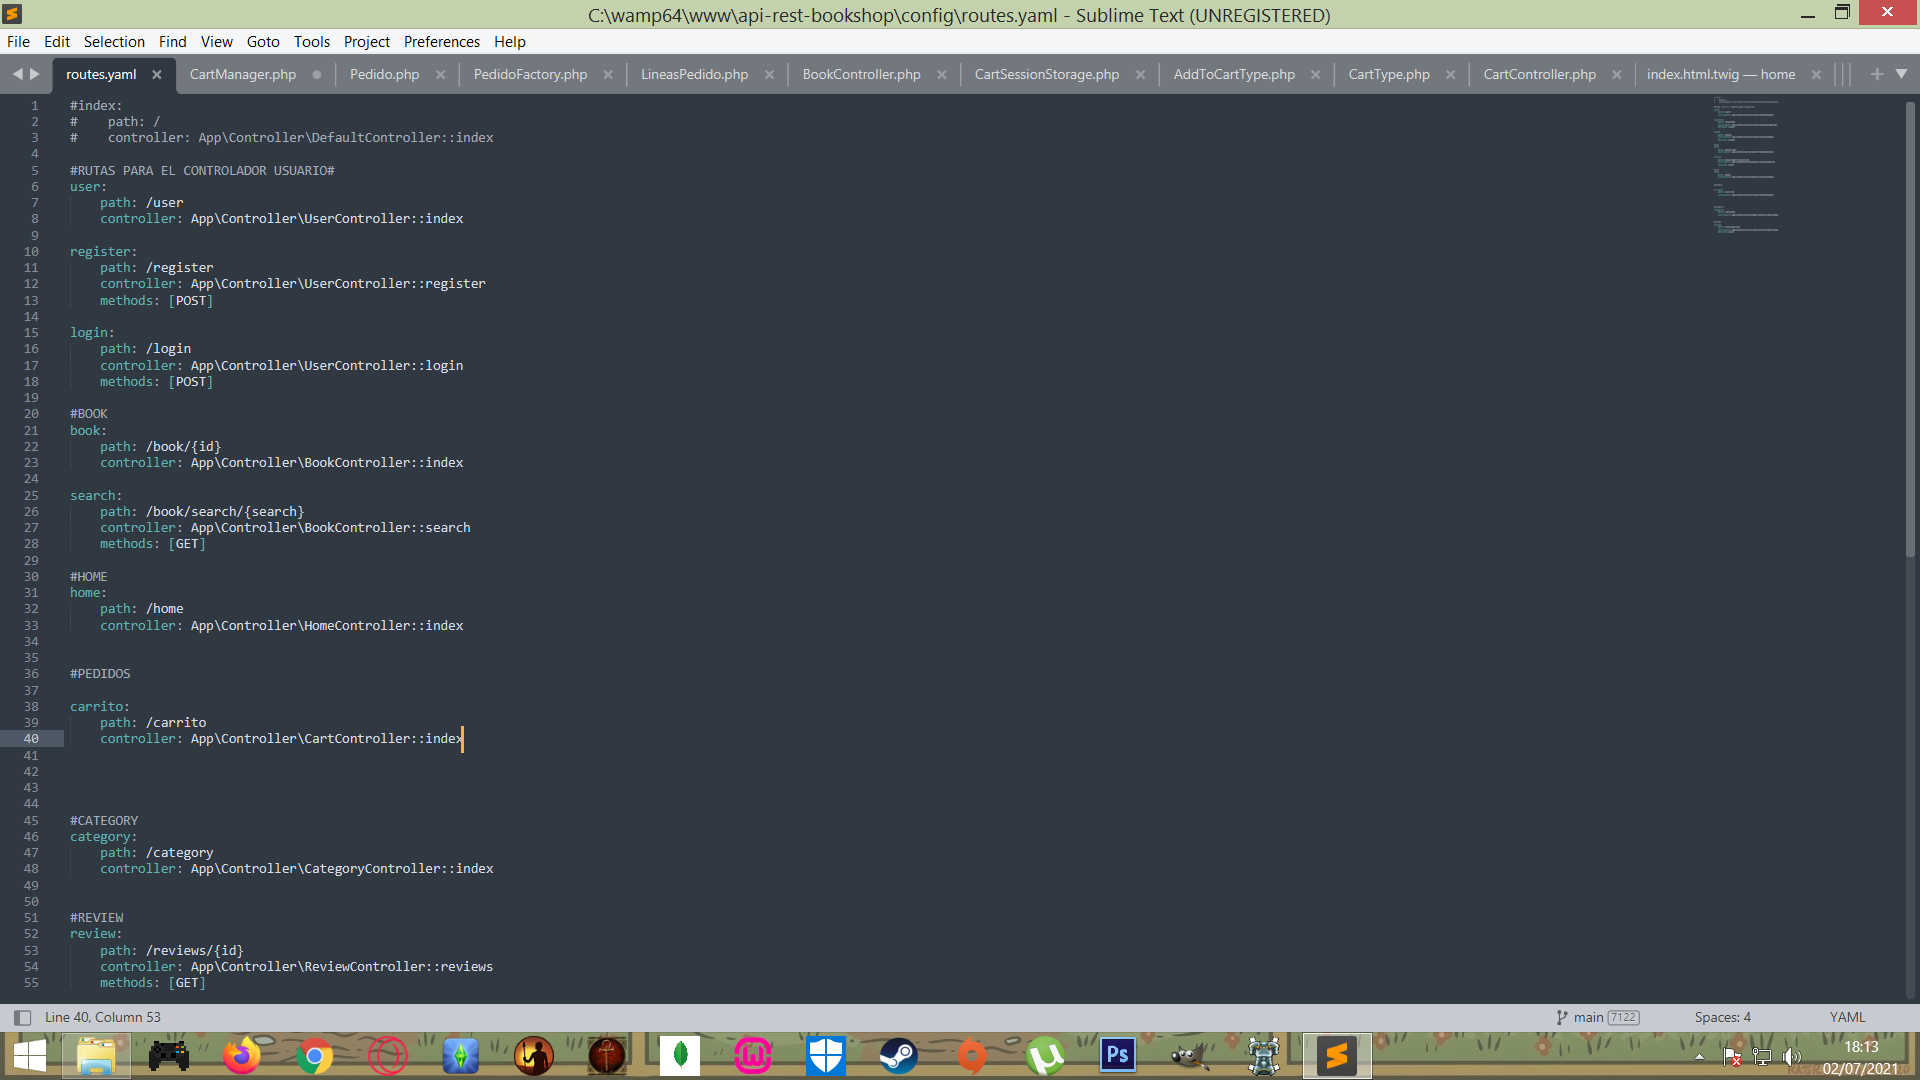 C:\wamp64\www\api-rest-bookshop\config\routes.yaml - Sublime Text (UNREGISTERED)
File Edit Selection Find View Goto Tools Project Preferences Help
routes.yaml CartManager.php Pedido.php PedidoFactory.php LineasPedido.php BookController.php CartSessionStorage.php AddToCartType.php CartType.php CartController.php index.html.twig — home
1 #index:
2 #    path: /
3 #    controller: App\Controller\DefaultController::index
4
5 #RUTAS PARA EL CONTROLADOR USUARIO#
6 user:
7     path: /user
8     controller: App\Controller\UserController::index
9
10 register:
11     path: /register
12     controller: App\Controller\UserController::register
13     methods: [POST]
14
15 login:
16     path: /login
17     controller: App\Controller\UserController::login
18     methods: [POST]
19
20 #BOOK
21 book:
22     path: /book/{id}
23     controller: App\Controller\BookController::index
24
25 search:
26     path: /book/search/{search}
27     controller: App\Controller\BookController::search
28     methods: [GET]
29
30 #HOME
31 home:
32     path: /home
33     controller: App\Controller\HomeController::index
34
35
36 #PEDIDOS
37
38 carrito:
39     path: /carrito
40     controller: App\Controller\CartController::index
41
42
43
44
45 #CATEGORY
46 category:
47     path: /category
48     controller: App\Controller\CategoryController::index
49
50
51 #REVIEW
52 review:
53     path: /reviews/{id}
54     controller: App\Controller\ReviewController::reviews
55     methods: [GET]
Line 40, Column 53 main 7122 Spaces: 4 YAML
Ps
18:13
02/07/2021